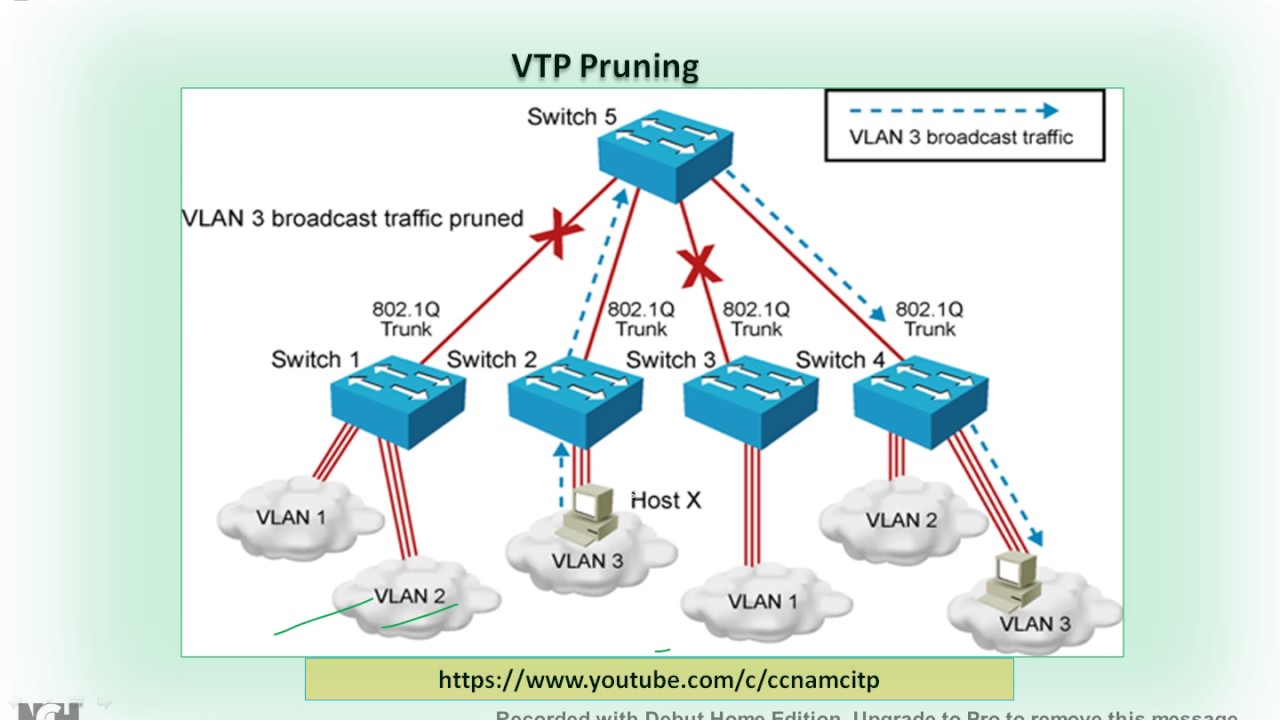 VTP Pruning
Switch 5
VLAN 3 broadcast traffic
VLAN 3 broadcast traffic pruned
802.1Q
Trunk
802.1Q
Trunk
802.1Q
Trunk
802.1Q
Trunk
Switch 1
Switch 2
Switch 3
Switch 4
Host X
VLAN 1
VLAN 2
VLAN 3
VLAN 1
VLAN 2
VLAN 3
https://www.youtube.com/c/ccnamcitp
NCH
Recorded with Debut Home Edition. Upgrade to Pro to remove this message